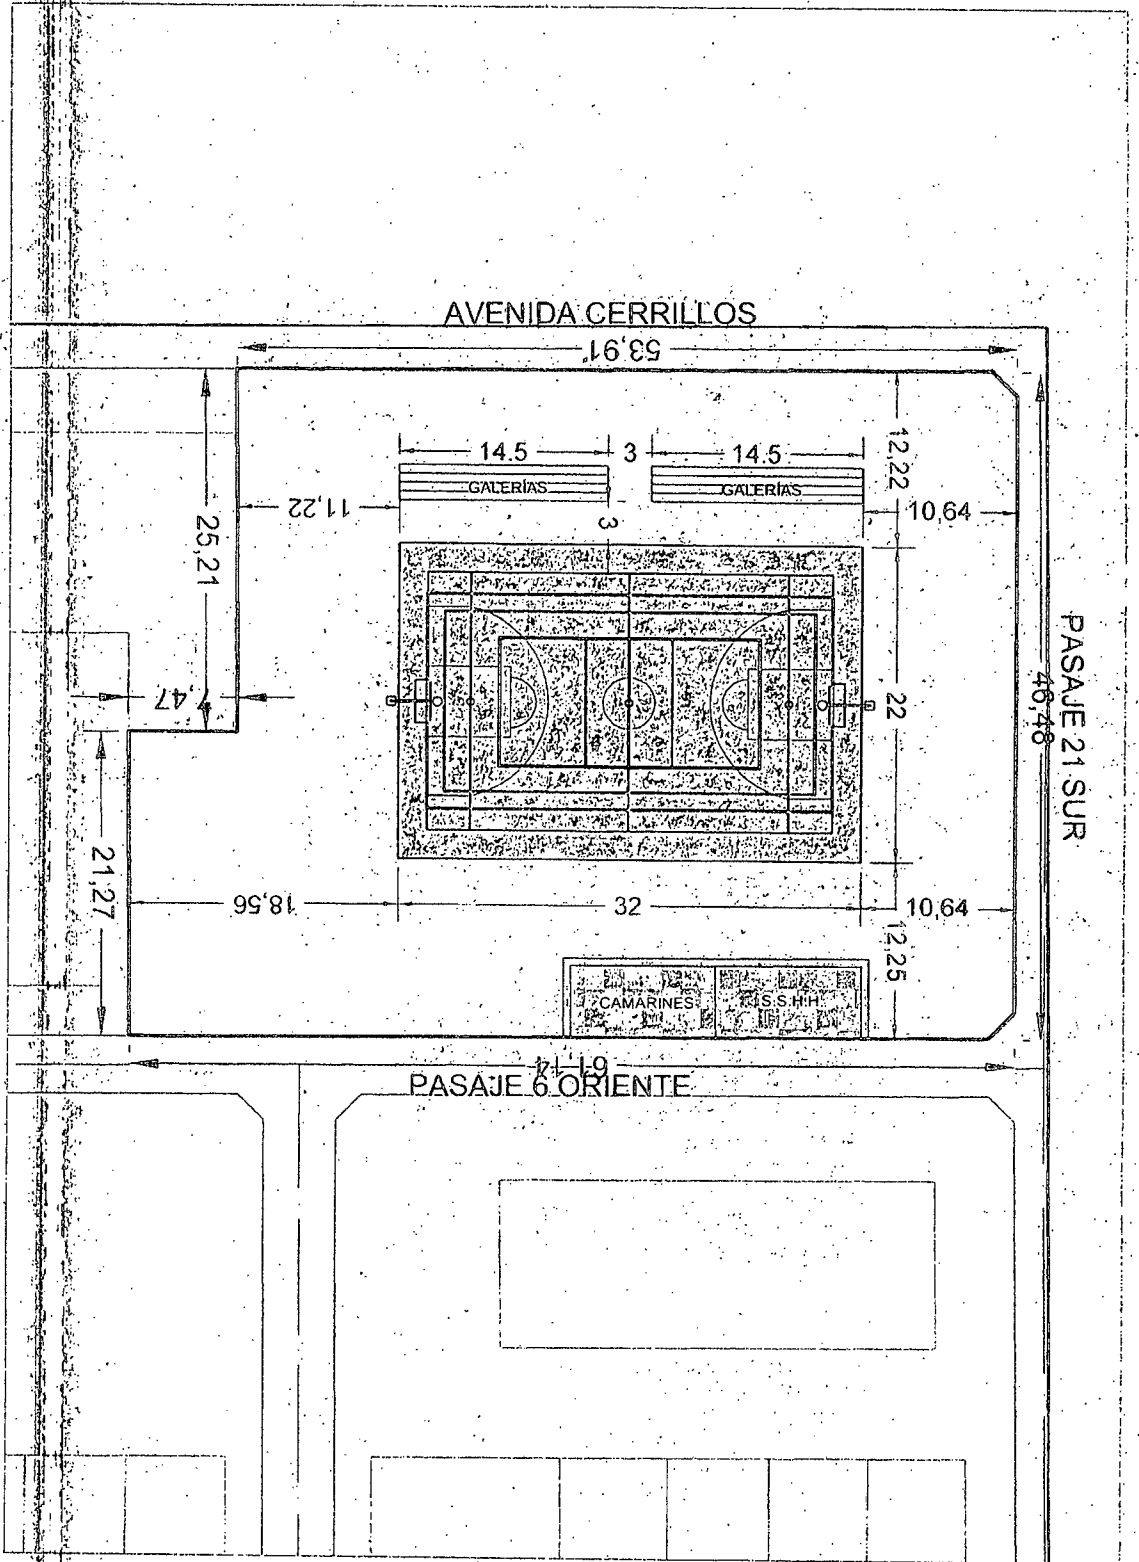 AVENIDA CERRILLOS
53,91
14.5
3
14.5
12,22
GALERÍAS
GALERÍAS
11,22
10,64
3
25,21
PASAJE 21 SUR
46,48
7,47
22
21,27
18,56
32
10,64
12,25
CAMARINES
S.S.H.H
61,14
PASAJE 6 ORIENTE